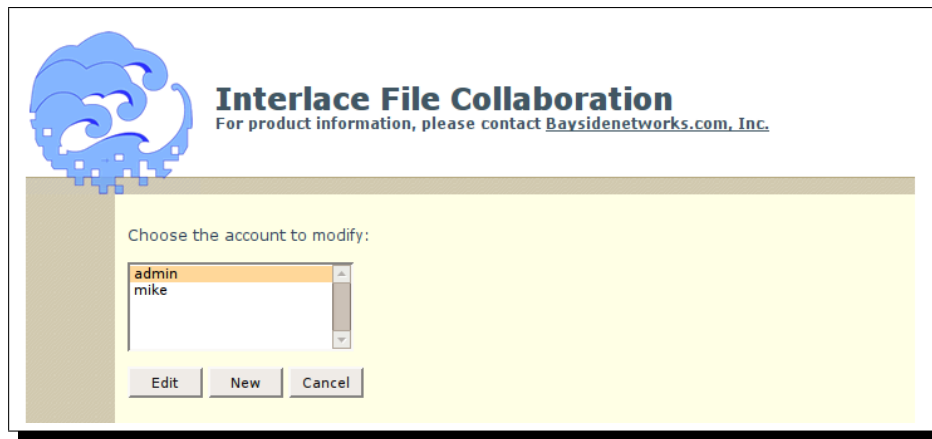 Interlace File Collaboration
For product information, please contact Baysidenetworks.com, Inc.
Choose the account to modify:
admin
mike
Edit New Cancel